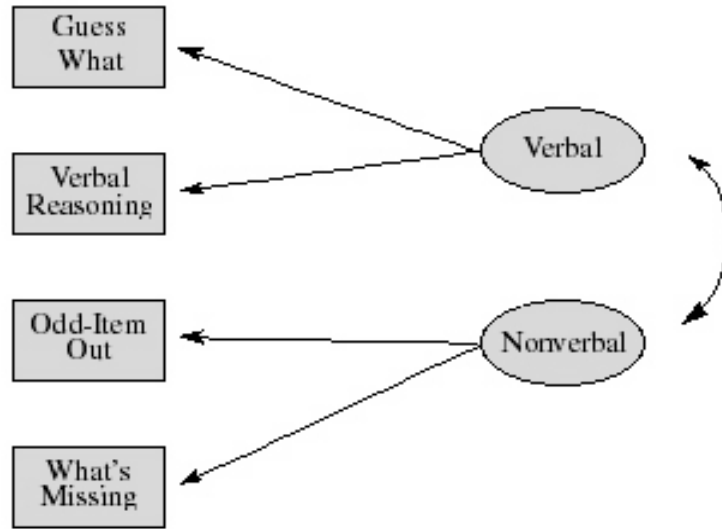 Guess
What
Verbal
Verbal
Reasoning
Odd-Item
Out
Nonverbal
What's
Missing